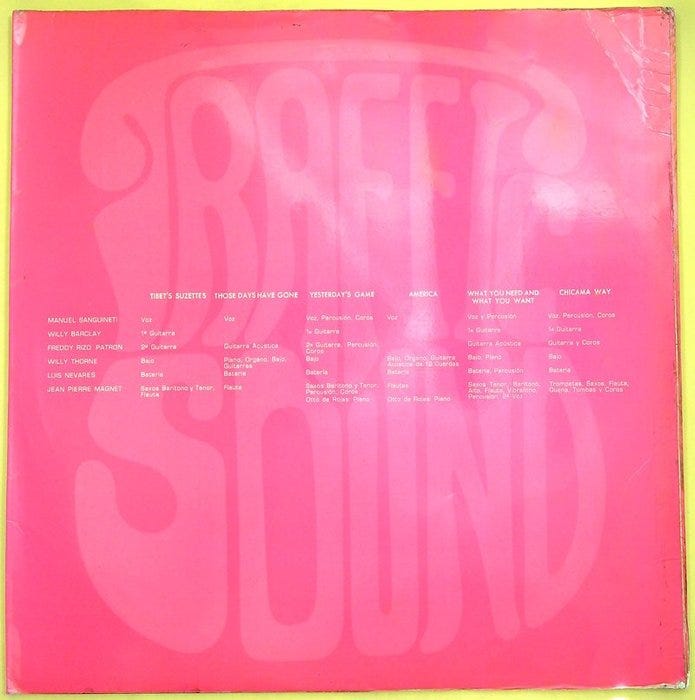 TRAFFIC
SOUND
TIBET'S SUZETTES THOSE DAYS HAVE GONE YESTERDAY'S GAME AMERICA WHAT YOU NEED AND CHICAMA WAY
WHAT YOU WANT
MANUEL SANGUINETI Voz Voz Voz, Percusión, Coros Voz Voz y Percusión Voz, Percusión, Coros
WILLY BARCLAY 1ª Guitarra 1ª Guitarra 1ª Guitarra 1ª Guitarra
FREDDY RIZO PATRON 2ª Guitarra Guitarra Acústica 2ª Guitarra, Percusión, Guitarra Acústica Guitarra y Coros
Coros
WILLY THORNE Bajo Piano, Organo, Bajo, Bajo Bajo, Organo, Guitarra Bajo, Piano Bajo
Guitarras Acústica de 12 Cuerdas
LUIS NEVARES Batería Batería Batería Batería Batería, Percusión Batería
JEAN PIERRE MAGNET Saxos Barítono y Tenor, Flauta Saxos Barítono y Tenor, Flautas Saxos Tenor, Barítono, Trompetas, Saxos, Flauta,
Flauta Percusión, Coros Alto, Flauta, Vibrafono, Quena, Tumbas y Coros
Otto de Rojas: Piano Otto de Rojas: Piano Percusión, 2ª Voz